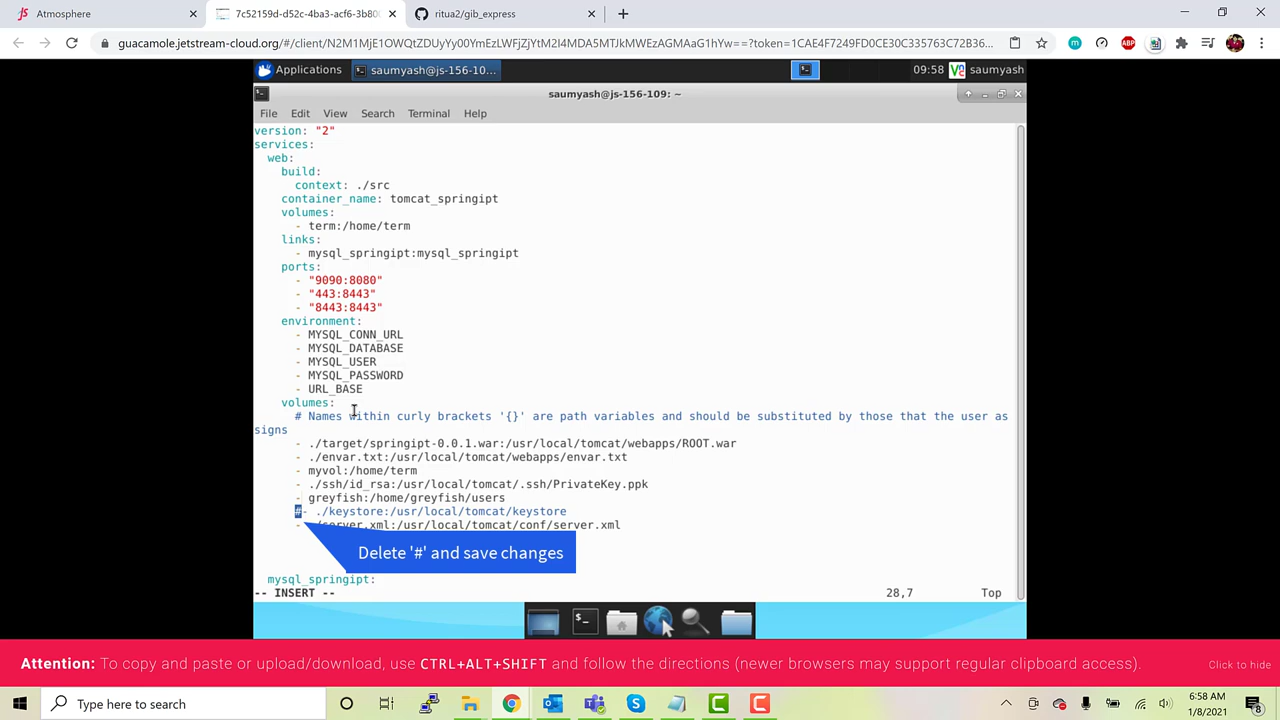 Atmosphere
7c52159d-d52c-4ba3-acf6-3b800
ritua2/gib_express
guacamole.jetstream-cloud.org/#/client/N2M1MjE1OWQtZDUyYy00YmEzLWFjZjYtM2I4MDA5MTJkMWEzAGMAaG1hYw==?token=1CAE4F7249FD0CE30C335763C72B36...
Applications
saumyash@js-156-10...
09:58
saumyash
saumyash@js-156-109: ~
File Edit View Search Terminal Help
version: "2"
services:
web:
build:
context: ./src
container_name: tomcat_springipt
volumes:
- term:/home/term
links:
- mysql_springipt:mysql_springipt
ports:
- "9090:8080"
- "443:8443"
- "8443:8443"
environment:
- MYSQL_CONN_URL
- MYSQL_DATABASE
- MYSQL_USER
- MYSQL_PASSWORD
- URL_BASE
volumes:
# Names within curly brackets '{}' are path variables and should be substituted by those that the user as
signs
- ./target/springipt-0.0.1.war:/usr/local/tomcat/webapps/ROOT.war
- ./envar.txt:/usr/local/tomcat/webapps/envar.txt
- myvol:/home/term
- ./ssh/id_rsa:/usr/local/tomcat/.ssh/PrivateKey.ppk
- greyfish:/home/greyfish/users
#- ./keystore:/usr/local/tomcat/keystore
- ./server.xml:/usr/local/tomcat/conf/server.xml
Delete '#' and save changes
mysql_springipt:
-- INSERT --
28,7
Top
Attention: To copy and paste or upload/download, use CTRL+ALT+SHIFT and follow the directions (newer browsers may support regular clipboard access).
Click to hide
Type here to search
6:58 AM
1/8/2021
8